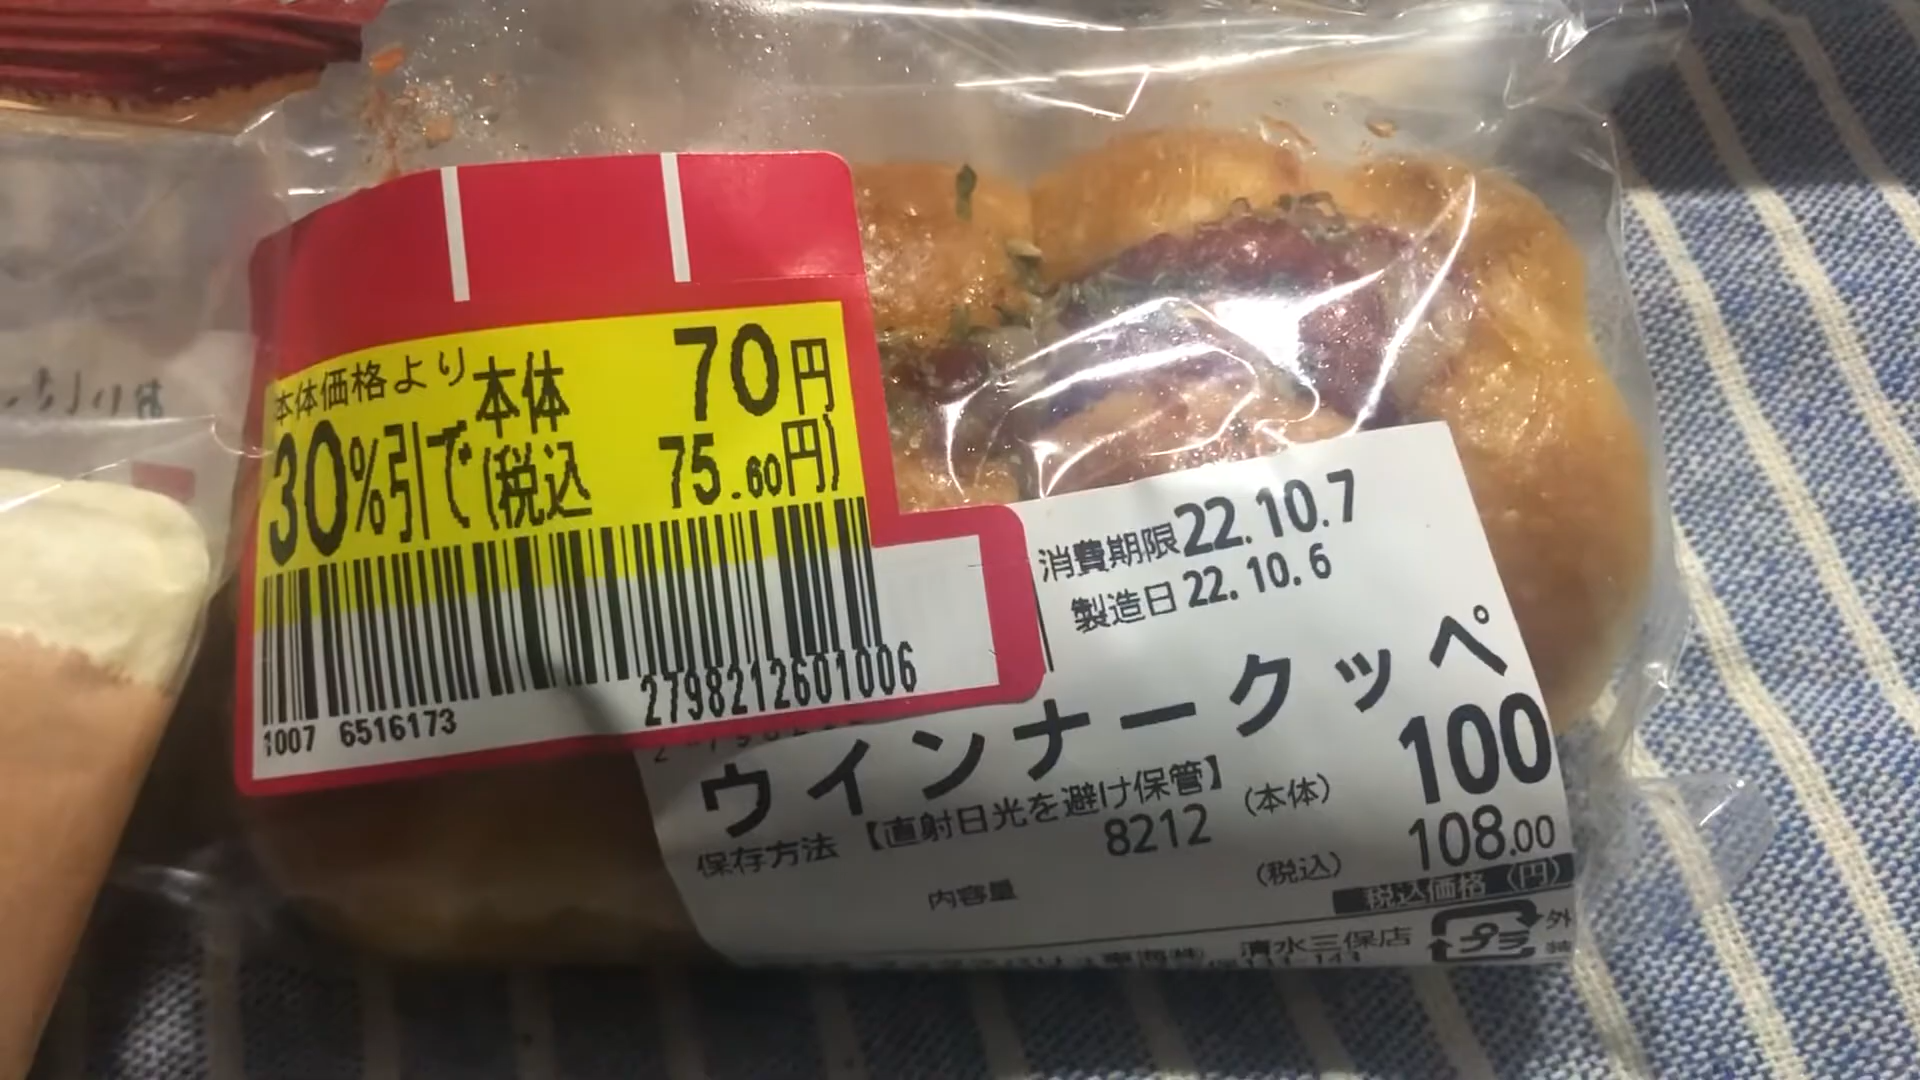 本体価格より
30%引で
本体 70円
(税込 75.60円)
2798212601006
1007 6516173
消費期限 22.10.7
製造日 22.10.6
ウインナークッペ
保存方法【直射日光を避け保管】
8212
(本体) 100
(税込) 108.00
内容量
税込価格(円)
清水三保店
プラ
外装